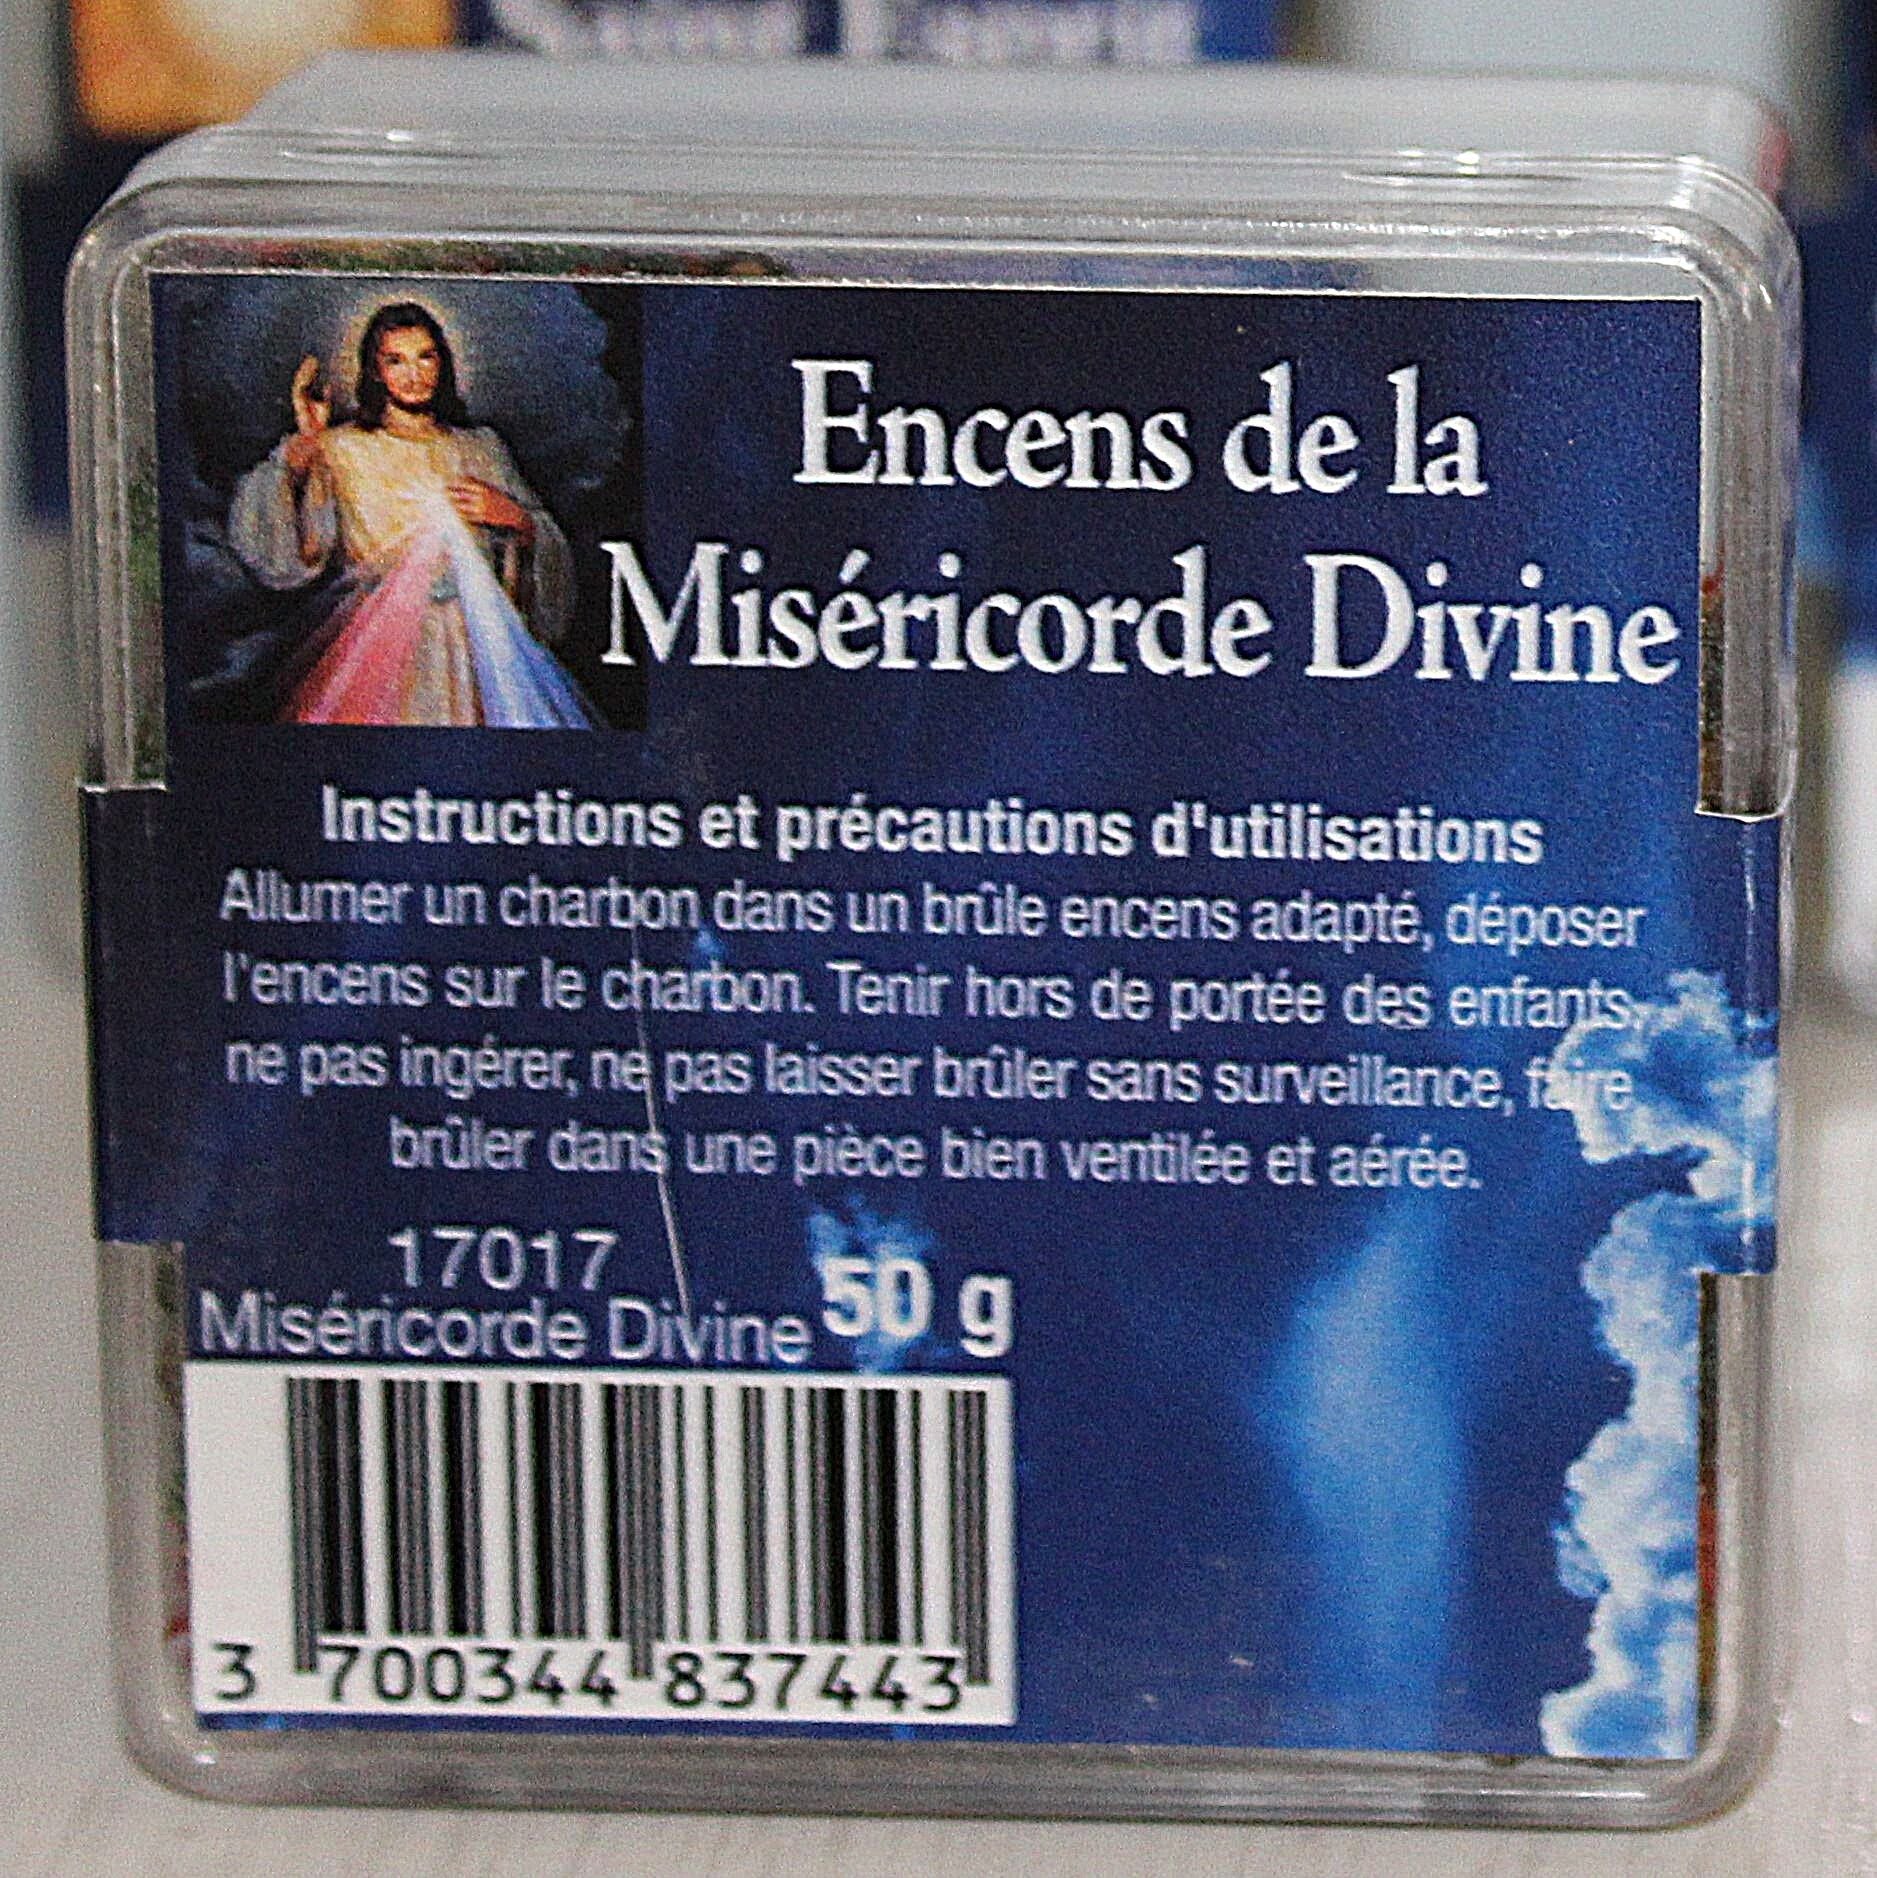 Encens de la
Miséricorde Divine
Instructions et précautions d'utilisations
Allumer un charbon dans un brûle encens adapté, déposer
l'encens sur le charbon. Tenir hors de portée des enfants,
ne pas ingérer, ne pas laisser brûler sans surveillance, faire
brûler dans une pièce bien ventilée et aérée.
17017
Miséricorde Divine 50 g
3 700344 837443